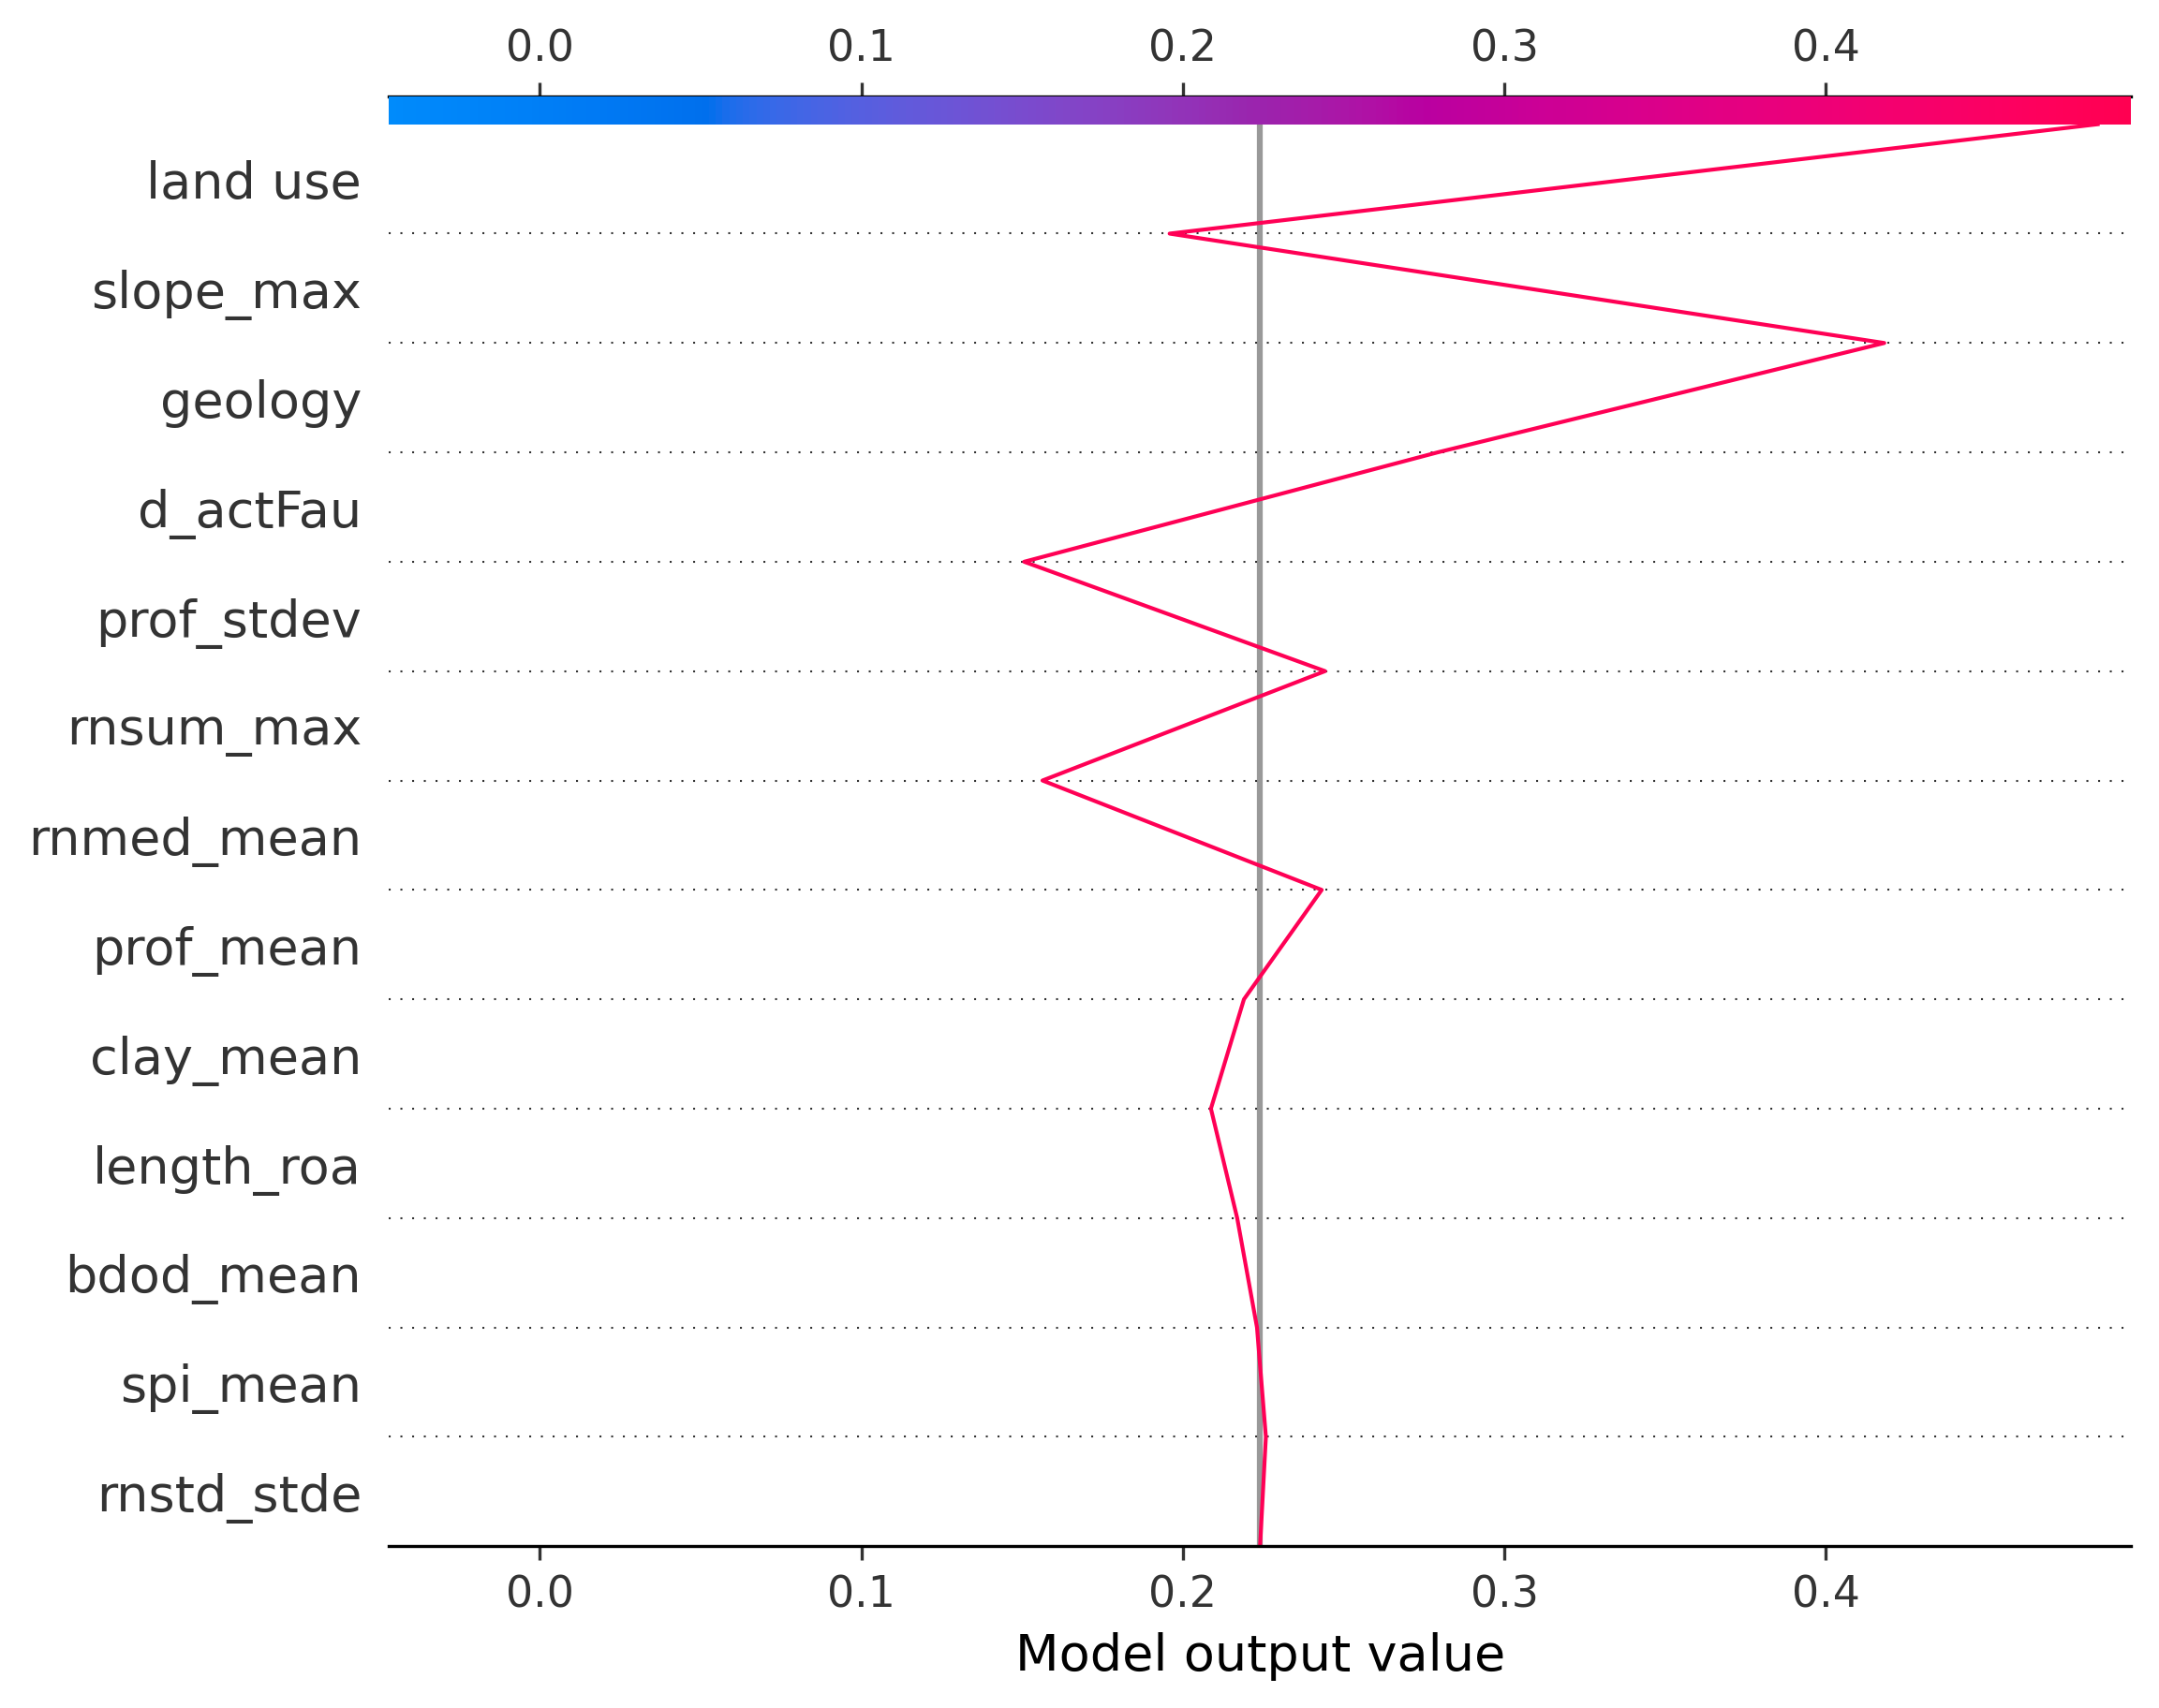 0.0 0.1 0.2 0.3 0.4
land use
slope_max
geology
d_actFau
prof_stdev
rnsum_max
rnmed_mean
prof_mean
clay_mean
length_roa
bdod_mean
spi_mean
rnstd_stde
0.0 0.1 0.2 0.3 0.4
Model output value